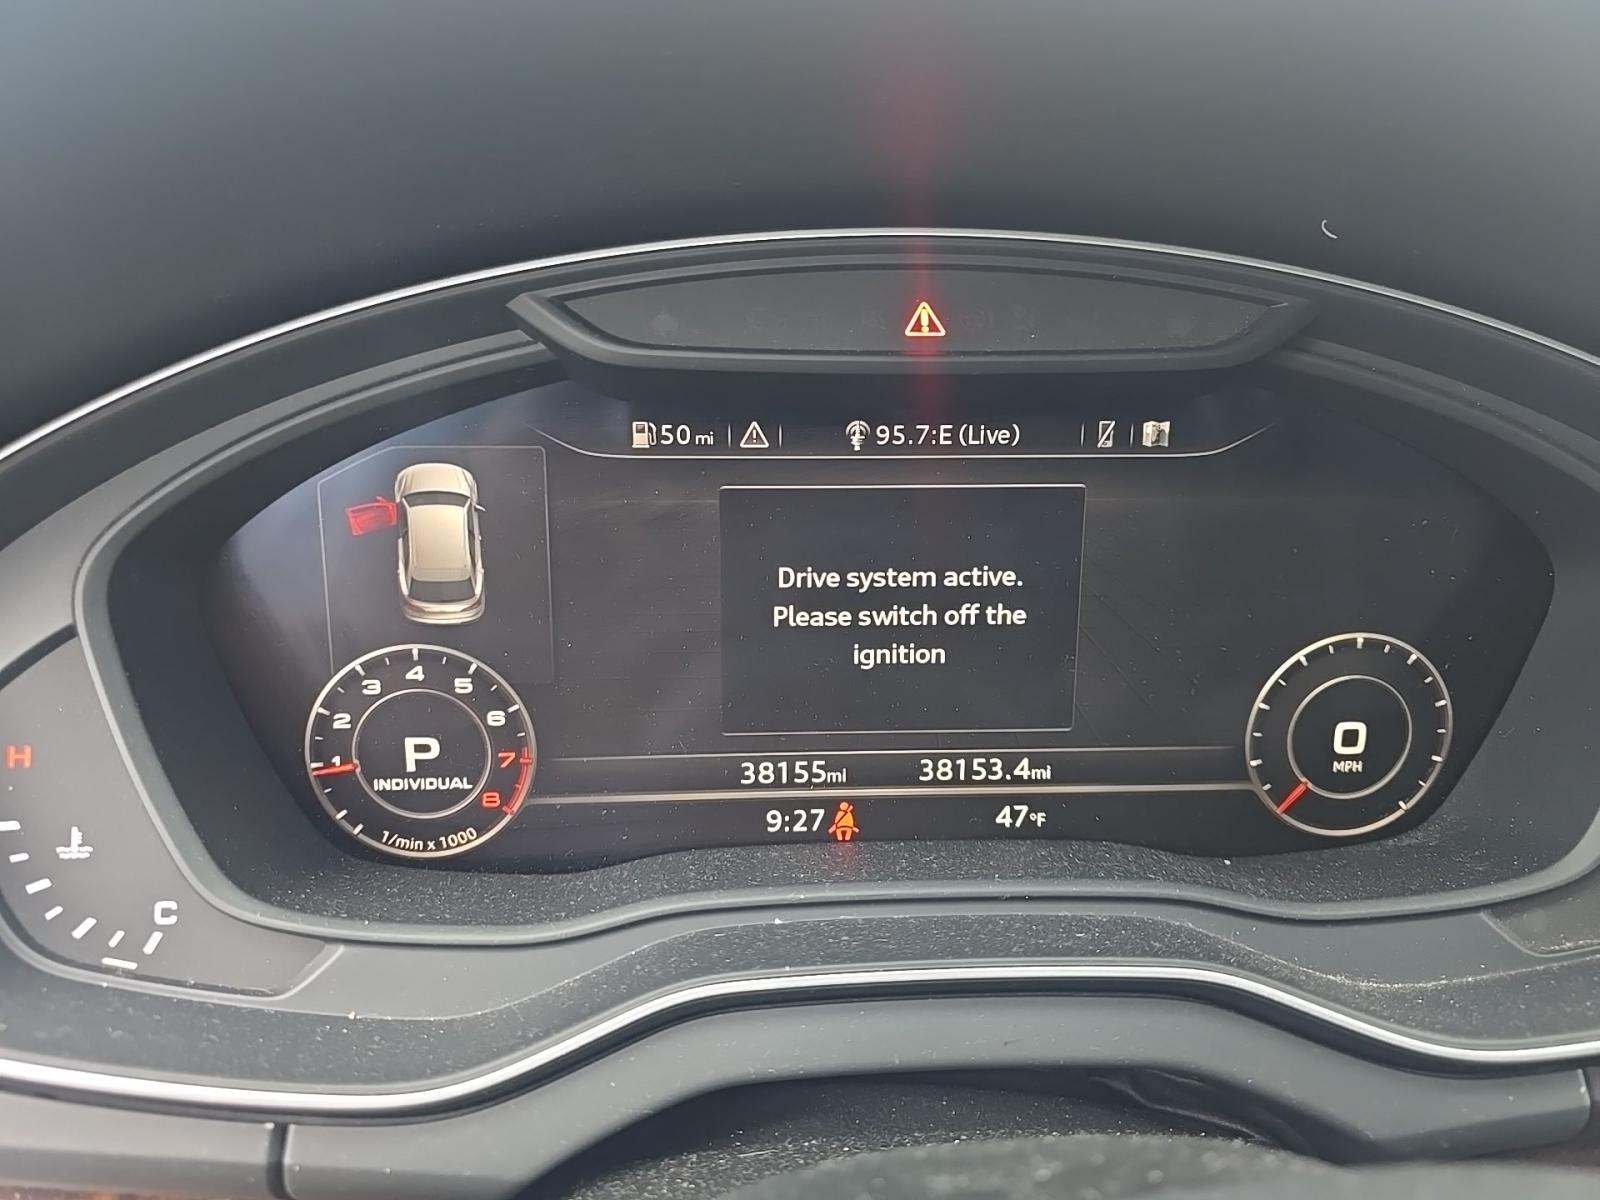 50 mi
95.7:E (Live)
Drive system active.
Please switch off the
ignition
1
2
3
4
5
6
7
8
P
INDIVIDUAL
1/min x 1000
0
MPH
38155mi
38153.4mi
9:27
47°F
H
C